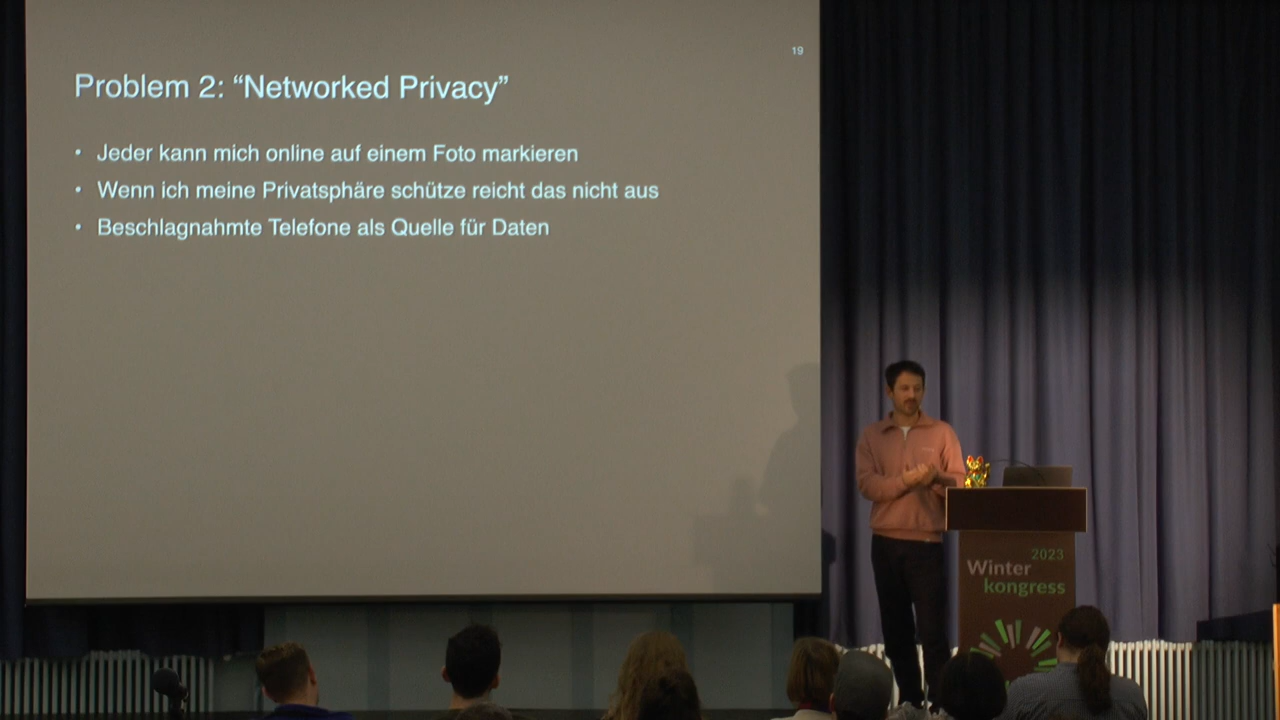 19
Problem 2: “Networked Privacy”
• Jeder kann mich online auf einem Foto markieren
• Wenn ich meine Privatsphäre schütze reicht das nicht aus
• Beschlagnahmte Telefone als Quelle für Daten
2023
Winter
kongress